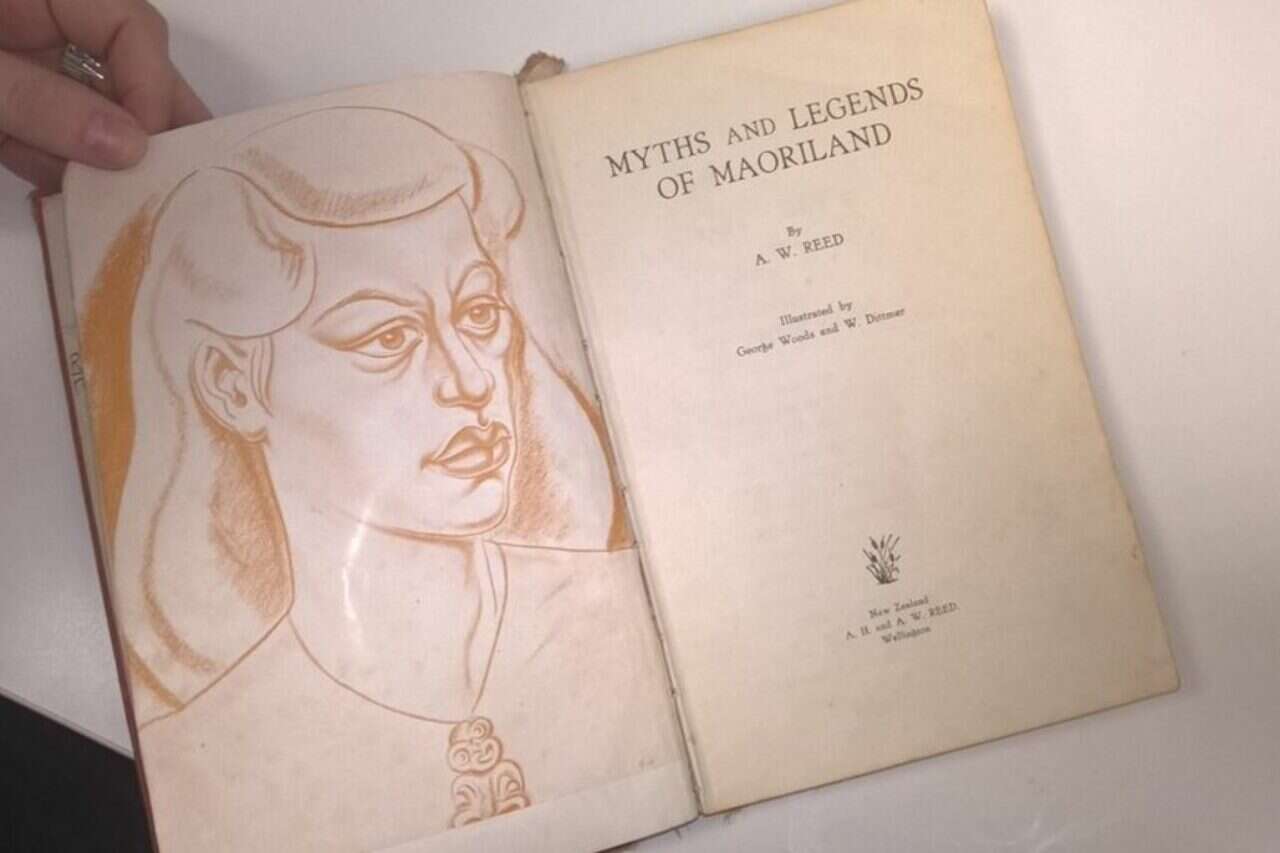 MYTHS AND LEGENDS
OF MAORILAND
By
A. W. REED
Illustrated by
George Woods and W. Dittmer
New Zealand
A. H. and A. W. REED.
Wellington